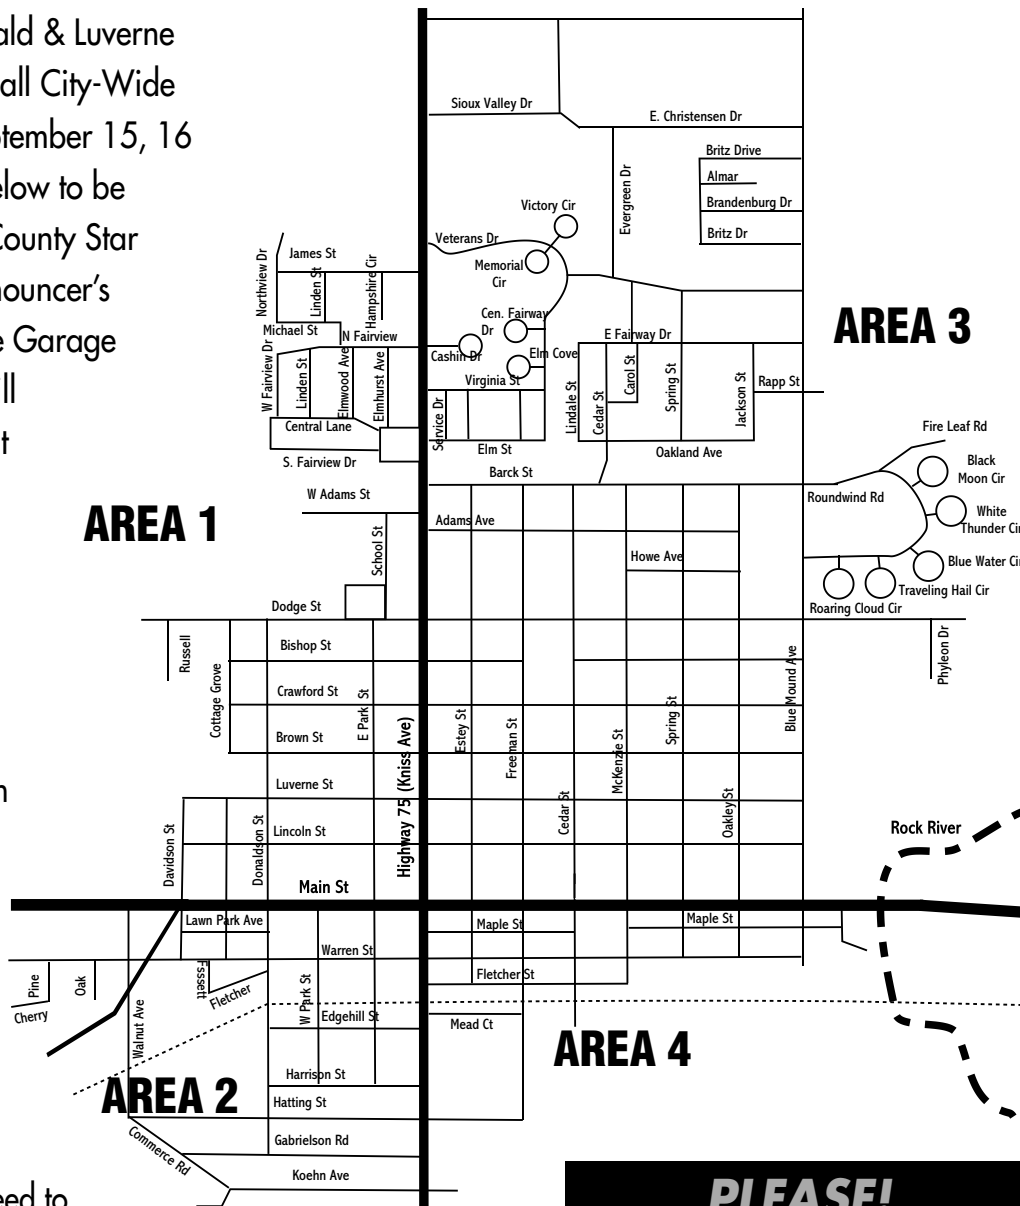 ald & Luverne
all City-Wide
ptember 15, 16
elow to be
County Star
nouncer's
e Garage
ll
t
n
eed to
Sioux Valley Dr
E. Christensen Dr
Britz Drive
Almar
Brandenburg Dr
Britz Dr
Evergreen Dr
Victory Cir
Veterans Dr
Memorial
Cir
Northview Dr
James St
Linden St
Hampshire Cir
Michael St
N Fairview
Cen. Fairway
Dr
Cashin Dr
Elm Cove
E Fairway Dr
AREA 3
W Fairview Dr
Linden St
Elmwood Ave
Elmhurst Ave
Virginia St
Service Dr
Lindale St
Cedar St
Carol St
Spring St
Jackson St
Rapp St
Central Lane
S. Fairview Dr
Elm St
Oakland Ave
Barck St
Fire Leaf Rd
Black
Moon Cir
White
Thunder Cir
Blue Water Cir
Traveling Hail Cir
Roaring Cloud Cir
Roundwind Rd
W Adams St
AREA 1
School St
Adams Ave
Howe Ave
Dodge St
Russell
Cottage Grove
Bishop St
Crawford St
E Park St
Brown St
Luverne St
Highway 75 (Kniss Ave)
Estey St
Freeman St
McKenzie St
Spring St
Blue Mound Ave
Phyleon Dr
Cedar St
Oakley St
Davidson St
Donaldson St
Lincoln St
Main St
Rock River
Lawn Park Ave
Maple St
Maple St
Warren St
Fletcher St
Pine
Oak
Cherry
Fssett
Fletcher
Walnut Ave
W Park St
Edgehill St
Mead Ct
AREA 4
Harrison St
AREA 2
Hatting St
Commerce Rd
Gabrielson Rd
Koehn Ave
PLEASE!